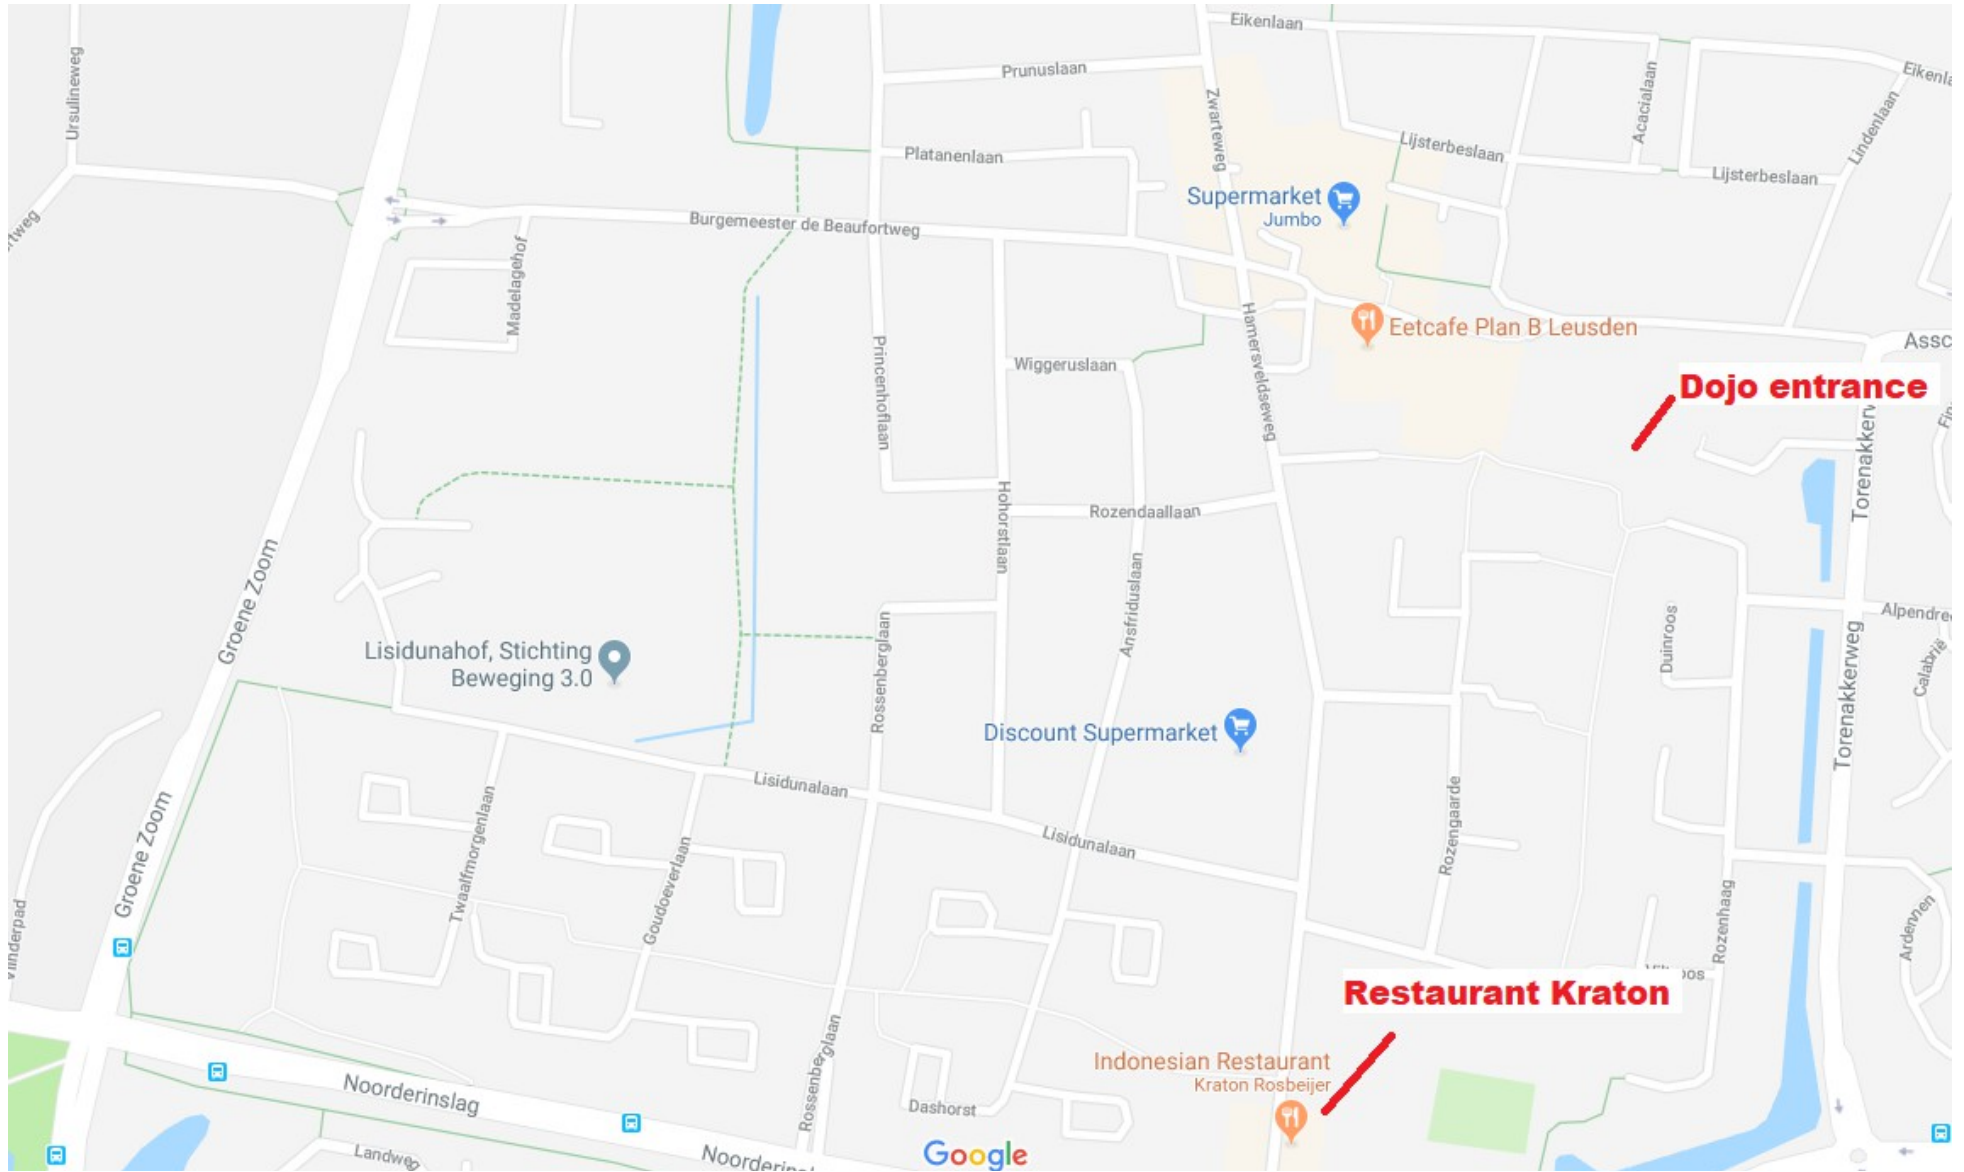 Eikenlaan
Ursulineweg
Prunuslaan
Zwarteweg
Acacialaan
Lindenlaan
Platanenlaan
Lijsterbeslaan
Lijsterbeslaan
Supermarket
Jumbo
Burgemeester de Beaufortweg
Madelagehof
Princenhoflaan
Hamersveldseweg
Eetcafe Plan B Leusden
Wiggeruslaan
Dojo entrance
Hohorstlaan
Rozendaallaan
Torenakkerw
Groene Zoom
Ansfriduslaan
Rossenberglaan
Duinroos
Calabrië
Lisidunahof, Stichting
Beweging 3.0
Torenakkerweg
Discount Supermarket
Lisidunalaan
Lisidunalaan
Groene Zoom
Twaalfmorgenlaan
Goudoeverlaan
Rozengaarde
Rozenhaag
Ardennen
Restaurant Kraton
Indonesian Restaurant
Kraton Rosbeijer
Rossenberglaan
Noorderinslag
Dashorst
Landweg
Google